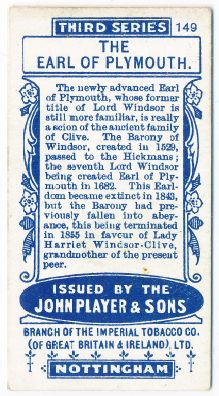 THIRD SERIES 149
THE
EARL OF PLYMOUTH.
The newly advanced Earl
of Plymouth, whose former
title of Lord Windsor is
still more familiar, is really
a scion of the ancient family
of Clive. The Barony of
Windsor, created in 1529,
passed to the Hickmans;
the seventh Lord Windsor
being created Earl of Ply-
mouth in 1682. This Earl-
dom became extinct in 1843,
but the Barony had pre-
viously fallen into abey-
ance, this being terminated
in 1855 in favour of Lady
Harriet Windsor-Clive,
grandmother of the present
peer.
ISSUED BY THE
JOHN PLAYER & SONS
BRANCH OF THE IMPERIAL TOBACCO CO.
(OF GREAT BRITAIN & IRELAND), LTD.
NOTTINGHAM